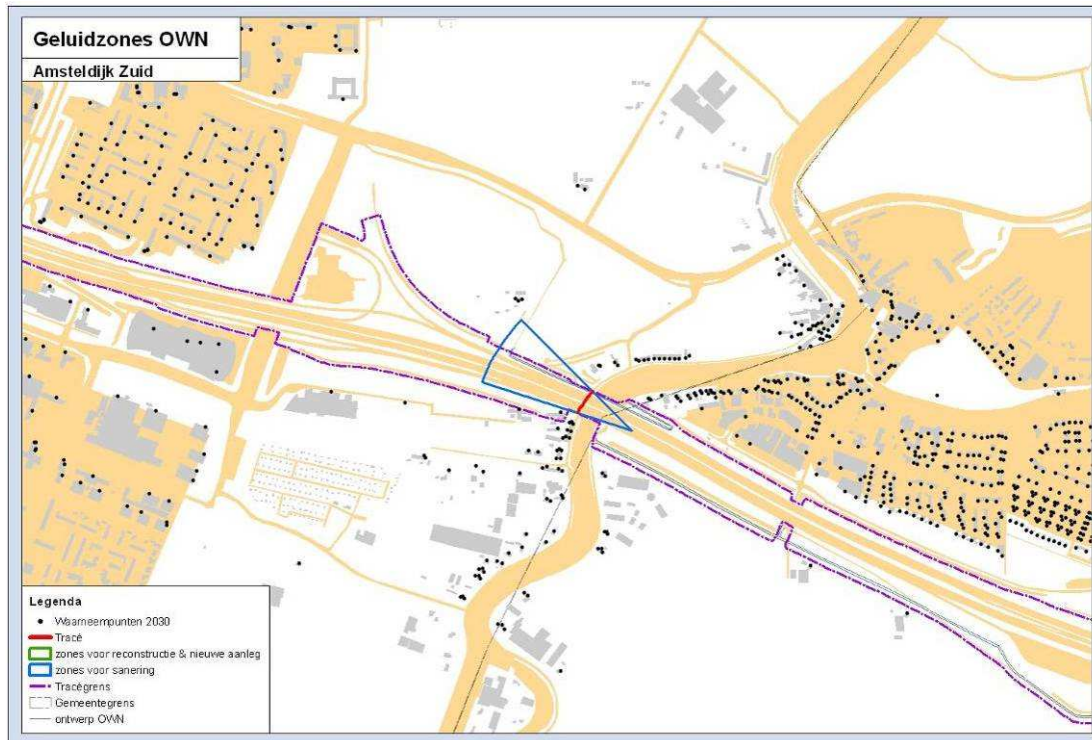 Geluidzones OWN
Amsteldijk Zuid
Legenda
Waarneempunten 2030
Tracé
zones voor reconstructie & nieuwe aanleg
zones voor sanering
Tracégrens
Gemeentegrens
ontwerp OWN